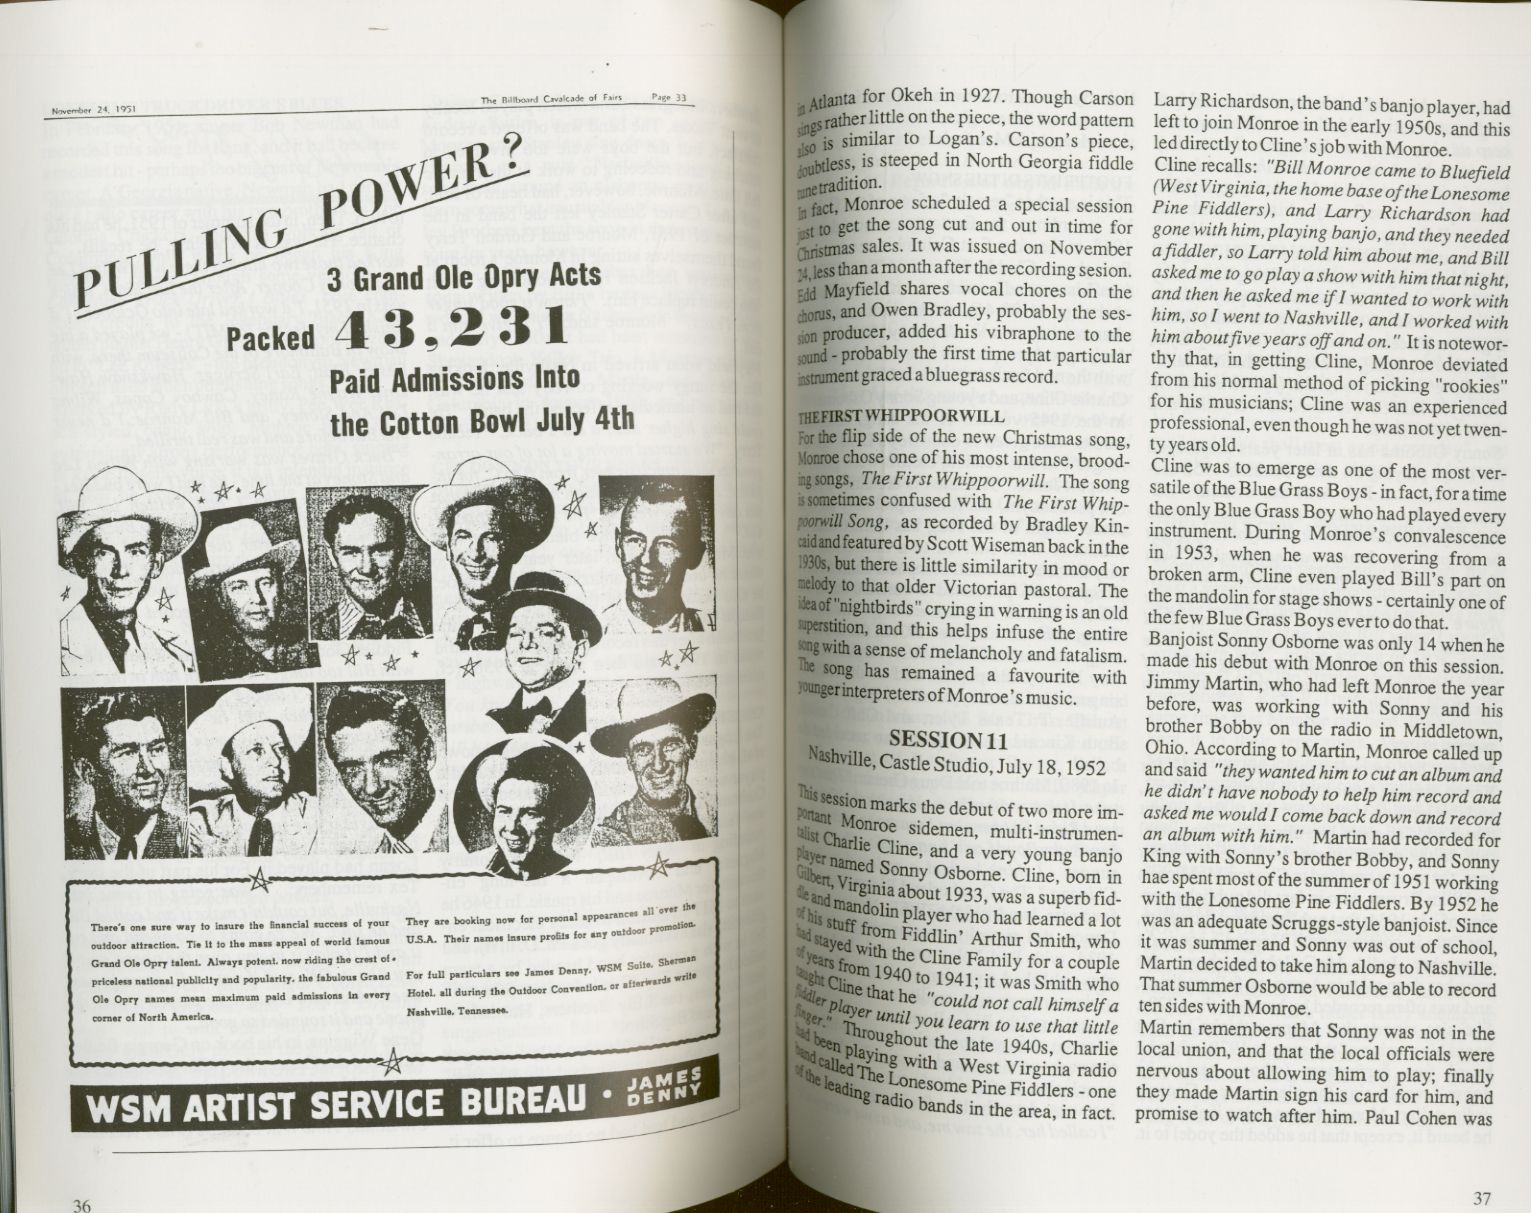 November 24, 1951
The Billboard Cavalcade of Fairs Page 33
PULLING POWER?
3 Grand Ole Opry Acts
Packed 43,231
Paid Admissions Into
the Cotton Bowl July 4th
There's one sure way to insure the financial success of your
outdoor attraction. Tie it to the mass appeal of world famous
Grand Ole Opry talent. Always potent, now riding the crest of
priceless national publicity and popularity, the fabulous Grand
Ole Opry names mean maximum paid admissions in every
corner of North America.
They are booking now for personal appearances all over the
U.S.A. Their names insure profits for any outdoor promotion.
For full particulars see James Denny, WSM Suite, Sherman
Hotel, all during the Outdoor Convention, or afterwards write
Nashville, Tennessee.
WSM ARTIST SERVICE BUREAU • JAMES
DENNY
36
in Atlanta for Okeh in 1927. Though Carson
sings rather little on the piece, the word pattern
also is similar to Logan's. Carson's piece,
doubtless, is steeped in North Georgia fiddle
tune tradition.
In fact, Monroe scheduled a special session
just to get the song cut and out in time for
Christmas sales. It was issued on November
24, less than a month after the recording sesion.
Edd Mayfield shares vocal chores on the
chorus, and Owen Bradley, probably the ses-
sion producer, added his vibraphone to the
sound - probably the first time that particular
instrument graced a bluegrass record.
THE FIRST WHIPPOORWILL
For the flip side of the new Christmas song,
Monroe chose one of his most intense, brood-
ing songs, The First Whippoorwill. The song
is sometimes confused with The First Whip-
poorwill Song, as recorded by Bradley Kin-
caid and featured by Scott Wiseman back in the
1930s, but there is little similarity in mood or
melody to that older Victorian pastoral. The
idea of "nightbirds" crying in warning is an old
superstition, and this helps infuse the entire
song with a sense of melancholy and fatalism.
The song has remained a favourite with
younger interpreters of Monroe's music.
SESSION 11
Nashville, Castle Studio, July 18, 1952
This session marks the debut of two more im-
portant Monroe sidemen, multi-instrumen-
talist Charlie Cline, and a very young banjo
player named Sonny Osborne. Cline, born in
Gilbert, Virginia about 1933, was a superb fid-
dle and mandolin player who had learned a lot
of his stuff from Fiddlin' Arthur Smith, who
had stayed with the Cline Family for a couple
of years from 1940 to 1941; it was Smith who
taught Cline that he "could not call himself a
fiddler player until you learn to use that little
finger." Throughout the late 1940s, Charlie
had been playing with a West Virginia radio
band called The Lonesome Pine Fiddlers - one
of the leading radio bands in the area, in fact.
Larry Richardson, the band's banjo player, had
left to join Monroe in the early 1950s, and this
led directly to Cline's job with Monroe.
Cline recalls: "Bill Monroe came to Bluefield
(West Virginia, the home base of the Lonesome
Pine Fiddlers), and Larry Richardson had
gone with him, playing banjo, and they needed
a fiddler, so Larry told him about me, and Bill
asked me to go play a show with him that night,
and then he asked me if I wanted to work with
him, so I went to Nashville, and I worked with
him about five years off and on." It is notewor-
thy that, in getting Cline, Monroe deviated
from his normal method of picking "rookies"
for his musicians; Cline was an experienced
professional, even though he was not yet twen-
ty years old.
Cline was to emerge as one of the most ver-
satile of the Blue Grass Boys - in fact, for a time
the only Blue Grass Boy who had played every
instrument. During Monroe's convalescence
in 1953, when he was recovering from a
broken arm, Cline even played Bill's part on
the mandolin for stage shows - certainly one of
the few Blue Grass Boys ever to do that.
Banjoist Sonny Osborne was only 14 when he
made his debut with Monroe on this session.
Jimmy Martin, who had left Monroe the year
before, was working with Sonny and his
brother Bobby on the radio in Middletown,
Ohio. According to Martin, Monroe called up
and said "they wanted him to cut an album and
he didn't have nobody to help him record and
asked me would I come back down and record
an album with him." Martin had recorded for
King with Sonny's brother Bobby, and Sonny
hae spent most of the summer of 1951 working
with the Lonesome Pine Fiddlers. By 1952 he
was an adequate Scruggs-style banjoist. Since
it was summer and Sonny was out of school,
Martin decided to take him along to Nashville.
That summer Osborne would be able to record
ten sides with Monroe.
Martin remembers that Sonny was not in the
local union, and that the local officials were
nervous about allowing him to play; finally
they made Martin sign his card for him, and
promise to watch after him. Paul Cohen was
37